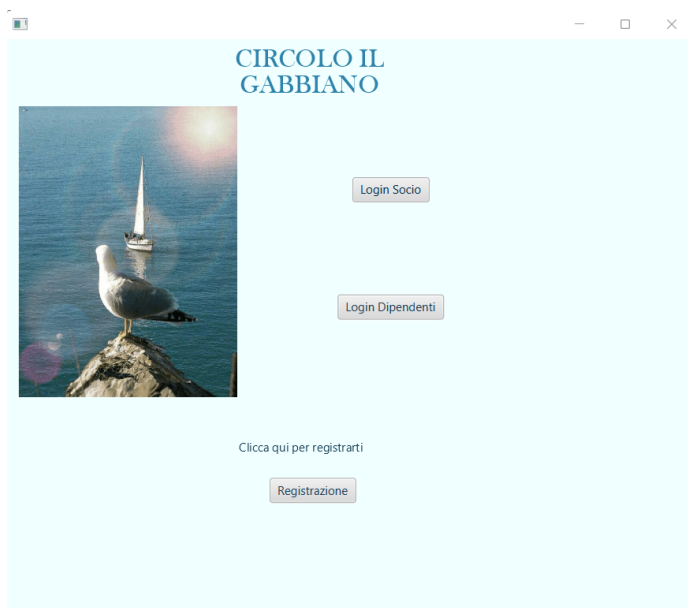 CIRCOLO IL
GABBIANO
Login Socio
Login Dipendenti
Clicca qui per registrarti
Registrazione